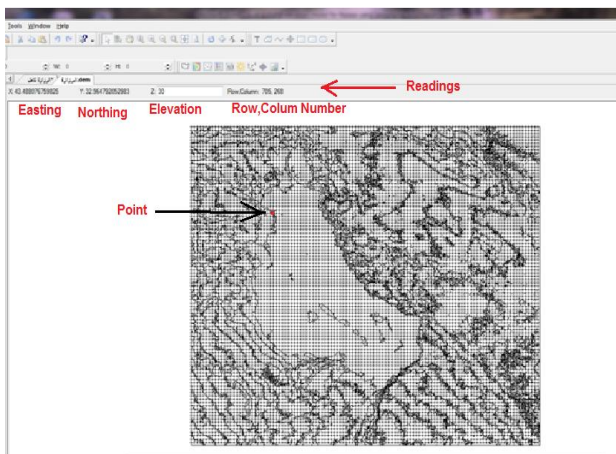 Tools Window Help
X: 43.488076759826 Y: 32.964792052983 Z: 30 Row,Column: 785, 268
Readings
Easting Northing Elevation Row,Colum Number
Point